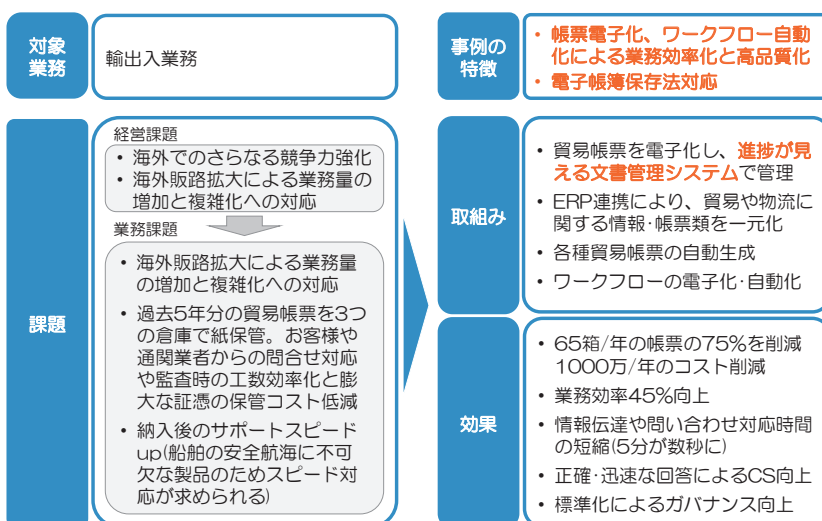 対象
業務
輸出入業務
事例の
特徴
・ 帳票電子化、ワークフロー自動
化による業務効率化と高品質化
・ 電子帳簿保存法対応
課題
経営課題
• 海外でのさらなる競争力強化
• 海外販路拡大による業務量の
増加と複雑化への対応
業務課題
• 海外販路拡大による業務量
の増加と複雑化への対応
• 過去5年分の貿易帳票を3つ
の倉庫で紙保管。お客様や
通関業者からの問合せ対応
や監査時の工数効率化と膨
大な証憑の保管コスト低減
• 納入後のサポートスピード
up(船舶の安全航海に不可
欠な製品のためスピード対
応が求められる)
取組み
• 貿易帳票を電子化し、進捗が見
える文書管理システムで管理
• ERP連携により、貿易や物流に
関する情報・帳票類を一元化
• 各種貿易帳票の自動生成
• ワークフローの電子化・自動化
効果
• 65箱/年の帳票の75%を削減
1000万/年のコスト削減
• 業務効率45%向上
• 情報伝達や問い合わせ対応時間
の短縮(5分が数秒に)
• 正確・迅速な回答によるCS向上
• 標準化によるガバナンス向上